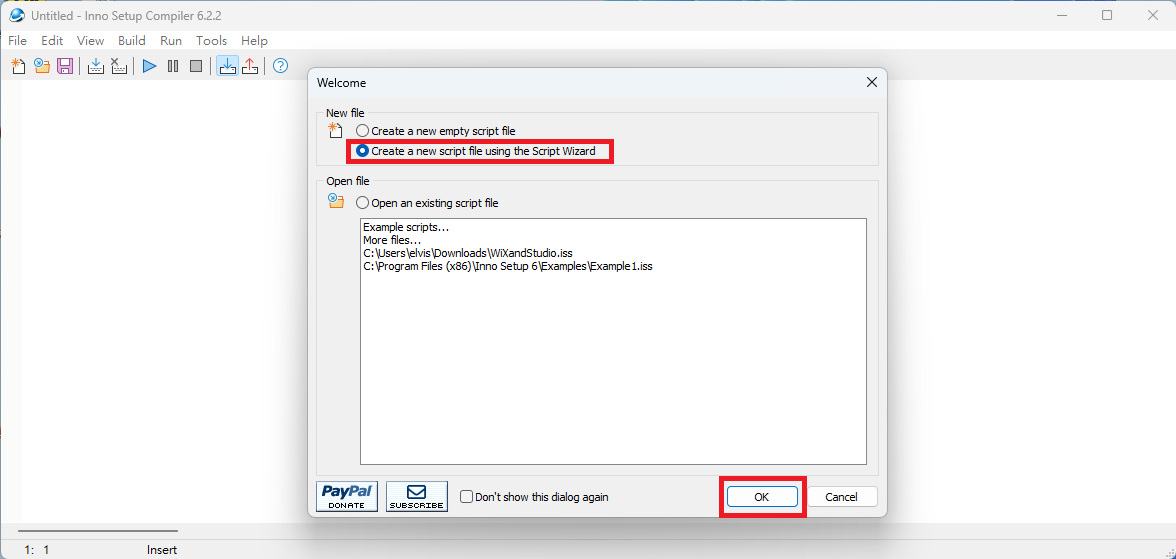 Untitled - Inno Setup Compiler 6.2.2
File Edit View Build Run Tools Help
Welcome
New file
Create a new empty script file
Create a new script file using the Script Wizard
Open file
Open an existing script file
Example scripts...
More files...
C:\Users\elvis\Downloads\WiXandStudio.iss
C:\Program Files (x86)\Inno Setup 6\Examples\Example1.iss
PayPal
DONATE
SUBSCRIBE
Don't show this dialog again
OK
Cancel
1: 1 Insert